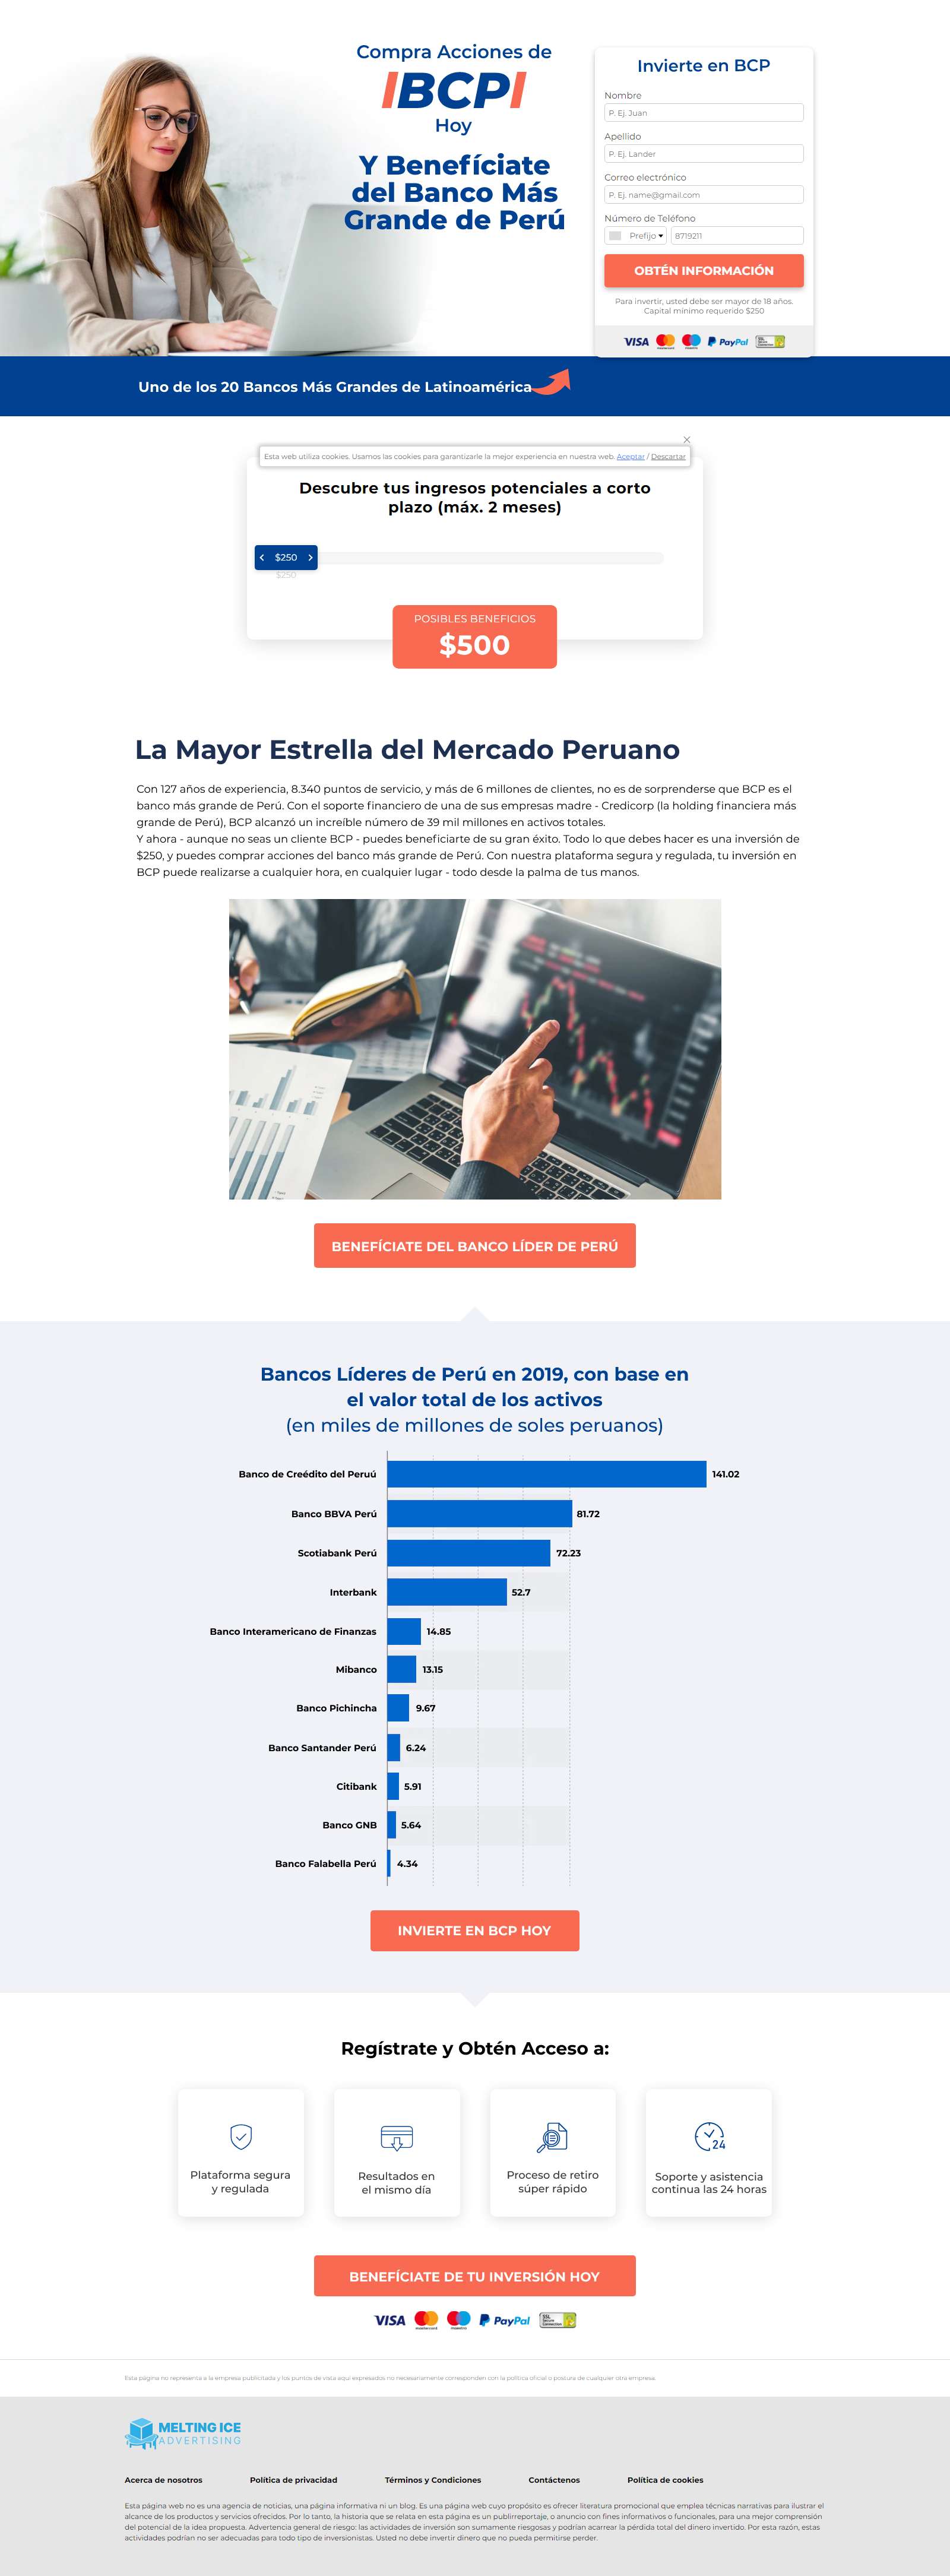 Compra Acciones de
BCP
Hoy
Y Benefíciate
del Banco Más
Grande de Perú
Invierte en BCP
Nombre
P. Ej. Juan
Apellido
P. Ej. Lander
Correo electrónico
P. Ej. name@gmail.com
Número de Teléfono
Prefijo
8719211
OBTÉN INFORMACIÓN
Para invertir, usted debe ser mayor de 18 años.
Capital mínimo requerido $250
VISA
PayPal
Uno de los 20 Bancos Más Grandes de Latinoamérica
Esta web utiliza cookies. Usamos las cookies para garantizarle la mejor experiencia en nuestra web. Aceptar / Descartar
Descubre tus ingresos potenciales a corto
plazo (máx. 2 meses)
$250
$250
POSIBLES BENEFICIOS
$500
La Mayor Estrella del Mercado Peruano
Con 127 años de experiencia, 8.340 puntos de servicio, y más de 6 millones de clientes, no es de sorprenderse que BCP es el
banco más grande de Perú. Con el soporte financiero de una de sus empresas madre - Credicorp (la holding financiera más
grande de Perú), BCP alcanzó un increíble número de 39 mil millones en activos totales.
Y ahora - aunque no seas un cliente BCP - puedes beneficiarte de su gran éxito. Todo lo que debes hacer es una inversión de
$250, y puedes comprar acciones del banco más grande de Perú. Con nuestra plataforma segura y regulada, tu inversión en
BCP puede realizarse a cualquier hora, en cualquier lugar - todo desde la palma de tus manos.
BENEFÍCIATE DEL BANCO LÍDER DE PERÚ
Bancos Líderes de Perú en 2019, con base en
el valor total de los activos
(en miles de millones de soles peruanos)
Banco de Creédito del Peruú 141.02
Banco BBVA Perú 81.72
Scotiabank Perú 72.23
Interbank 52.7
Banco Interamericano de Finanzas 14.85
Mibanco 13.15
Banco Pichincha 9.67
Banco Santander Perú 6.24
Citibank 5.91
Banco GNB 5.64
Banco Falabella Perú 4.34
INVIERTE EN BCP HOY
Regístrate y Obtén Acceso a:
Plataforma segura
y regulada
Resultados en
el mismo día
Proceso de retiro
súper rápido
24
Soporte y asistencia
continua las 24 horas
BENEFÍCIATE DE TU INVERSIÓN HOY
VISA
PayPal
Esta página no representa a la empresa publicitada y los puntos de vista aquí expresados no necesariamente corresponden con la política oficial o postura de cualquier otra empresa.
MELTING ICE
ADVERTISING
Acerca de nosotros
Política de privacidad
Términos y Condiciones
Contáctenos
Política de cookies
Esta página web no es una agencia de noticias, una página informativa ni un blog. Es una página web cuyo propósito es ofrecer literatura promocional que emplea técnicas narrativas para ilustrar el
alcance de los productos y servicios ofrecidos. Por lo tanto, la historia que se relata en esta página es un publirreportaje, o anuncio con fines informativos o funcionales, para una mejor comprensión
del potencial de la idea propuesta. Advertencia general de riesgo: las actividades de inversión son sumamente riesgosas y podrían acarrear la pérdida total del dinero invertido. Por esta razón, estas
actividades podrían no ser adecuadas para todo tipo de inversionistas. Usted no debe invertir dinero que no pueda permitirse perder.